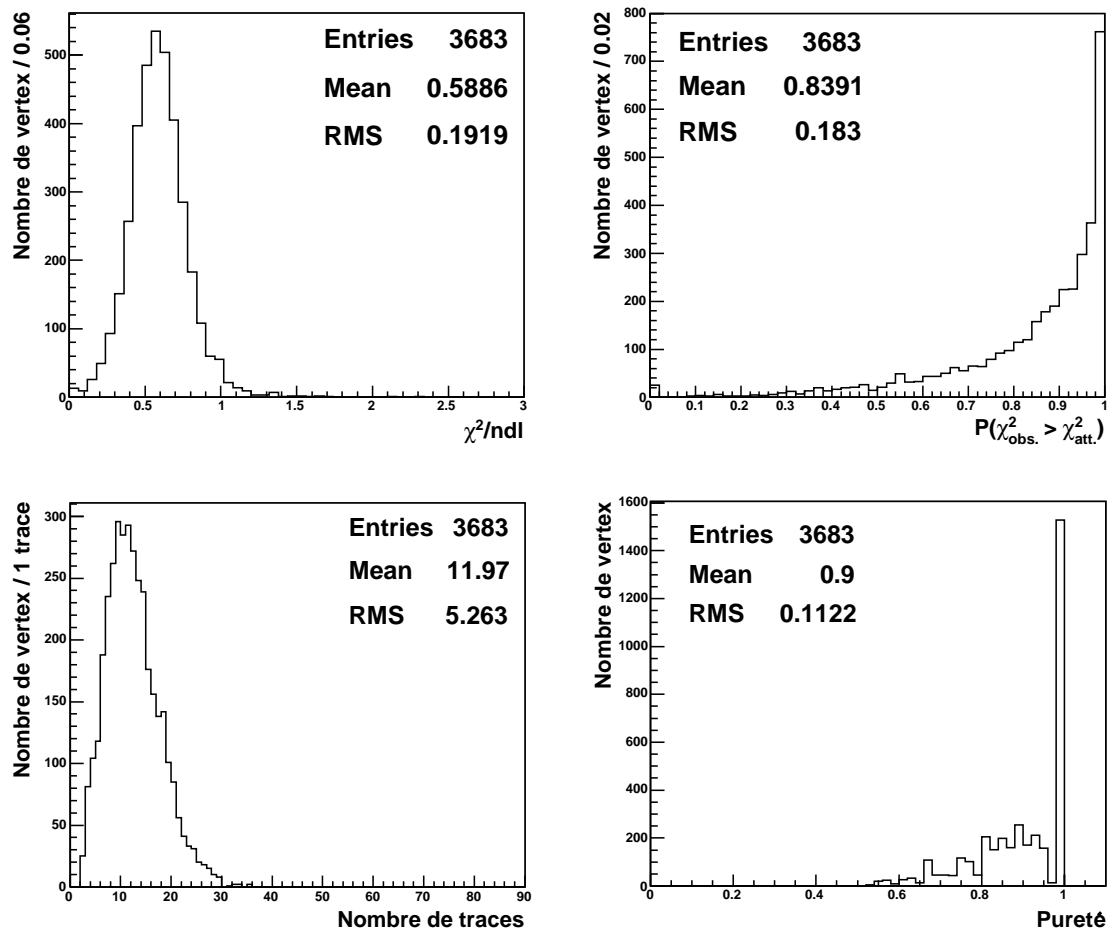 Nombre de vertex / 0.06
500
400
300
200
100
0
Entries 3683
Mean 0.5886
RMS 0.1919
0 0.5 1 1.5 2 2.5 3
χ²/ndl
Nombre de vertex / 0.02
800
700
600
500
400
300
200
100
0
Entries 3683
Mean 0.8391
RMS 0.183
0 0.1 0.2 0.3 0.4 0.5 0.6 0.7 0.8 0.9 1
P(χ²obs. > χ²att.)
Nombre de vertex / 1 trace
300
250
200
150
100
50
0
Entries 3683
Mean 11.97
RMS 5.263
0 10 20 30 40 50 60 70 80 90
Nombre de traces
Nombre de vertex
1600
1400
1200
1000
800
600
400
200
0
Entries 3683
Mean 0.9
RMS 0.1122
0 0.2 0.4 0.6 0.8 1
Pureté